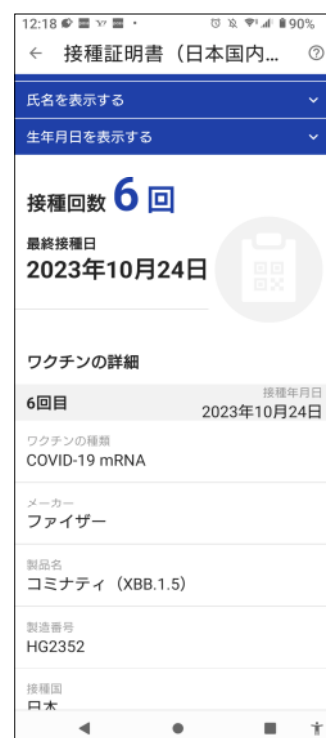 12:18
90%
接種証明書（日本国内...
氏名を表示する
生年月日を表示する
接種回数 6 回
最終接種日
2023年10月24日
ワクチンの詳細
接種年月日
6回目
2023年10月24日
ワクチンの種類
COVID-19 mRNA
メーカー
ファイザー
製品名
コミナティ（XBB.1.5）
製造番号
HG2352
接種国
日本